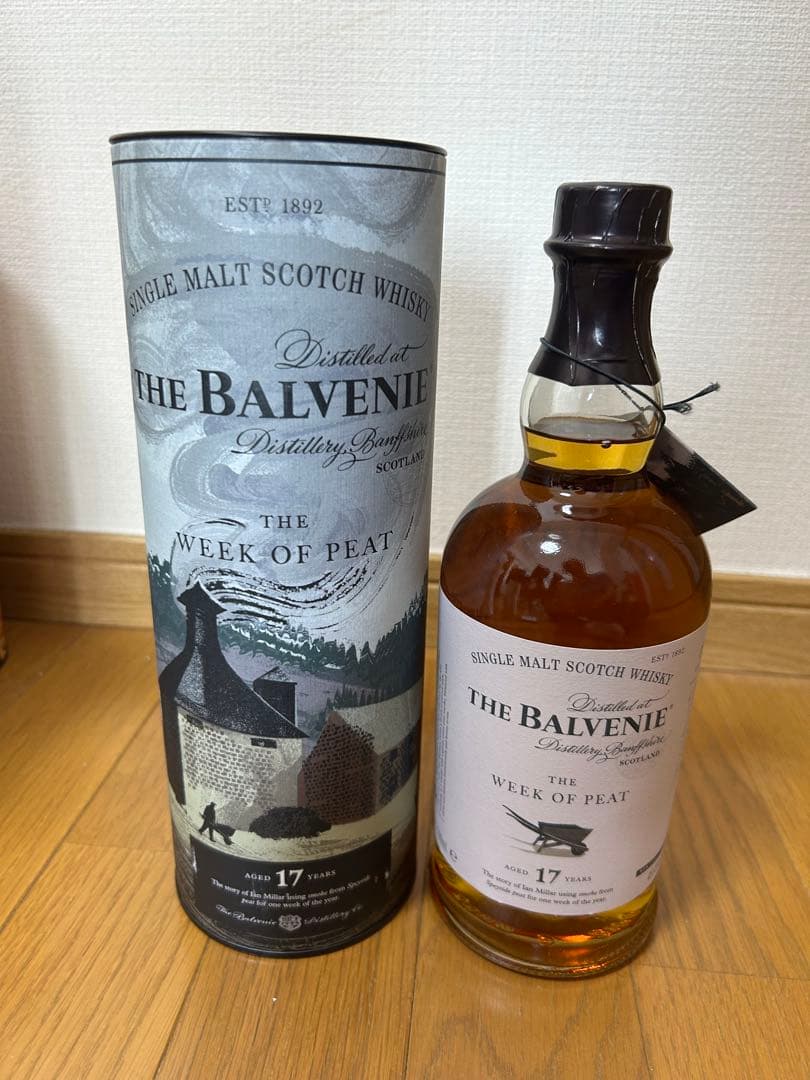 ESTD 1892
SINGLE MALT SCOTCH WHISKY
Distilled at
THE BALVENIE
Distillery, Banffshire
SCOTLAND
THE
WEEK OF PEAT
AGED 17 YEARS
The story of Ian Millar using smoke from Speyside
peat for one week of the year.
The Balvenie Distillery Co.
ESTD 1892
SINGLE MALT SCOTCH WHISKY
Distilled at
THE BALVENIE®
Distillery, Banffshire
SCOTLAND
THE
WEEK OF PEAT
AGED 17 YEARS
The story of Ian Millar using smoke from
Speyside peat for one week of the year.